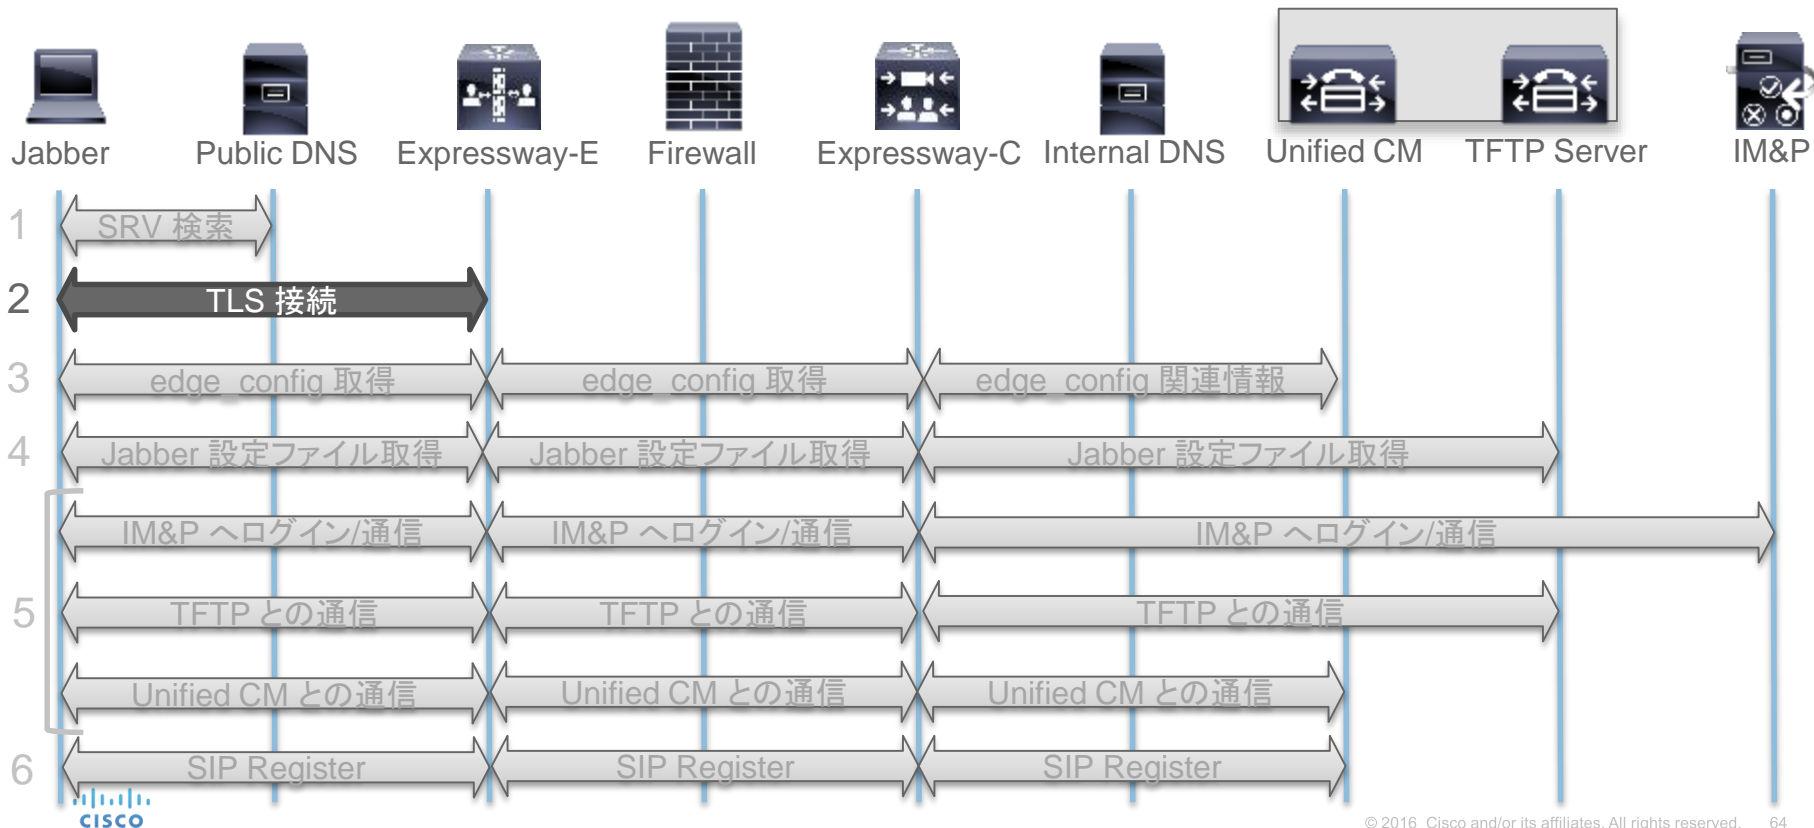 Jabber
Public DNS
Expressway-E
Firewall
Expressway-C
Internal DNS
Unified CM
TFTP Server
IM&P
1
SRV 検索
2
TLS 接続
3
edge_config 取得
edge_config 取得
edge_config 関連情報
4
Jabber 設定ファイル取得
Jabber 設定ファイル取得
Jabber 設定ファイル取得
5
IM&P へログイン/通信
IM&P へログイン/通信
IM&P へログイン/通信
TFTP との通信
TFTP との通信
TFTP との通信
Unified CM との通信
Unified CM との通信
Unified CM との通信
6
SIP Register
SIP Register
SIP Register
CISCO
© 2016 Cisco and/or its affiliates. All rights reserved. 64